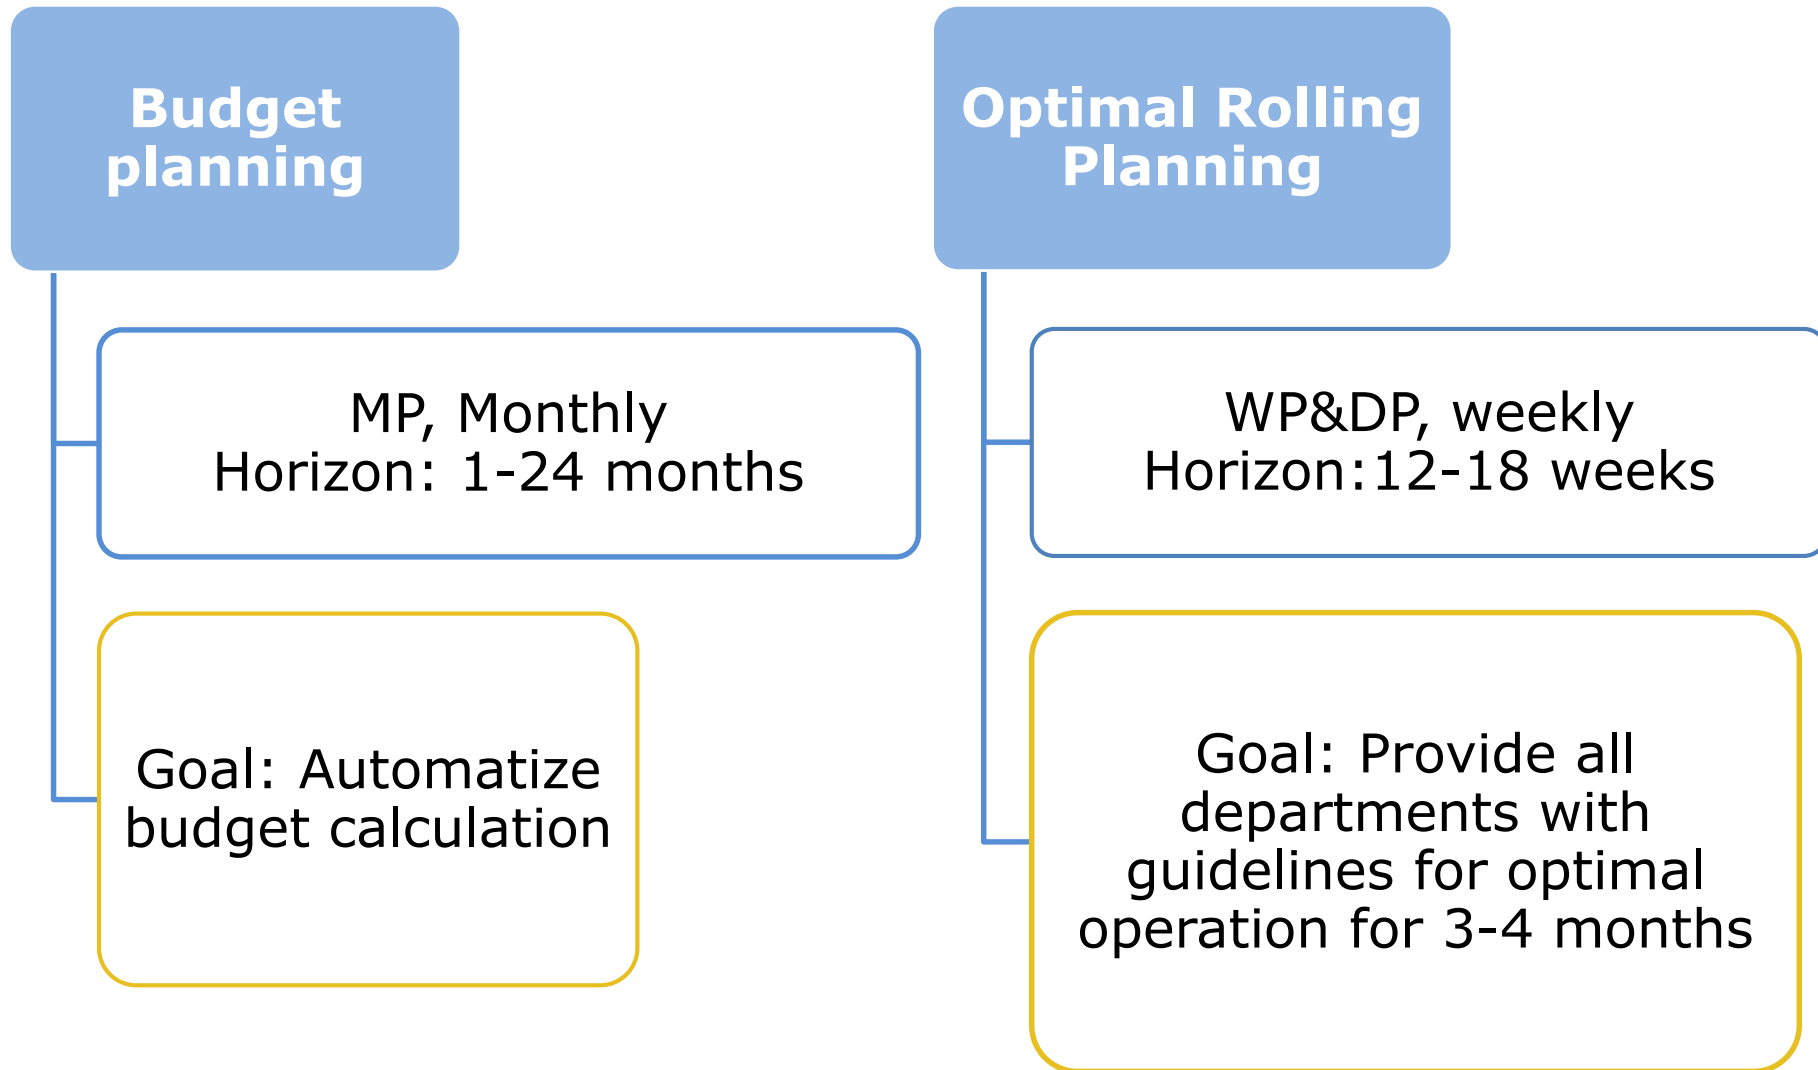 Budget
planning
MP, Monthly
Horizon: 1-24 months
Goal: Automatize
budget calculation
Optimal Rolling
Planning
WP&DP, weekly
Horizon:12-18 weeks
Goal: Provide all
departments with
guidelines for optimal
operation for 3-4 months